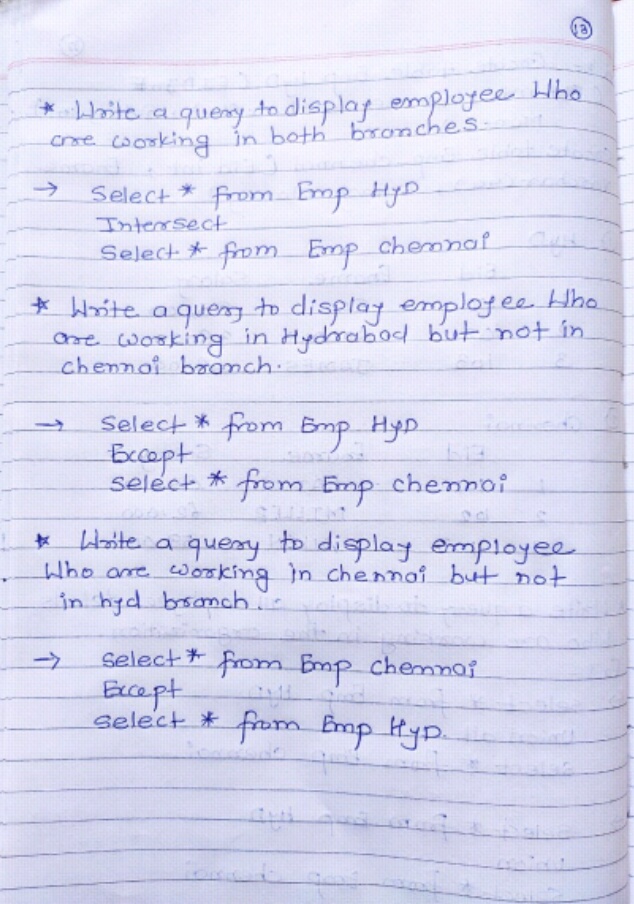 13
* Write a query to display employee Who
are working in both branches.
→ Select * from Emp HyD
Intersect
Select * from Emp chennai
* Write a query to display employee Who
are working in Hydrabad but not in
chennai branch.
→ Select * from Emp HyD
Except
select * from Emp chennai
* Write a query to display employee
Who are working in chennai but not
in hyd branch.
→ select * from Emp chennai
Except
select * from Emp Hyd.